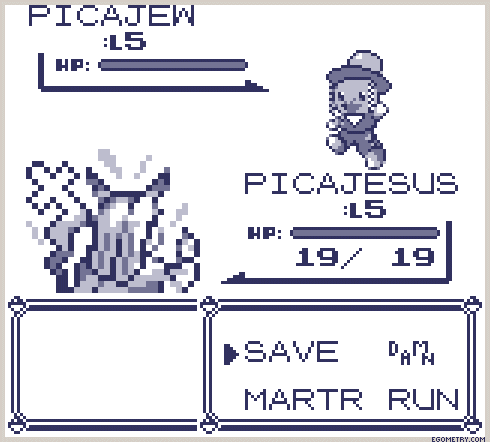 PICAJEW
:L5
HP:
PICAJESUS
:L5
HP:
19/ 19
SAVE DAMN
MARTR RUN
EGOMETRY.COM